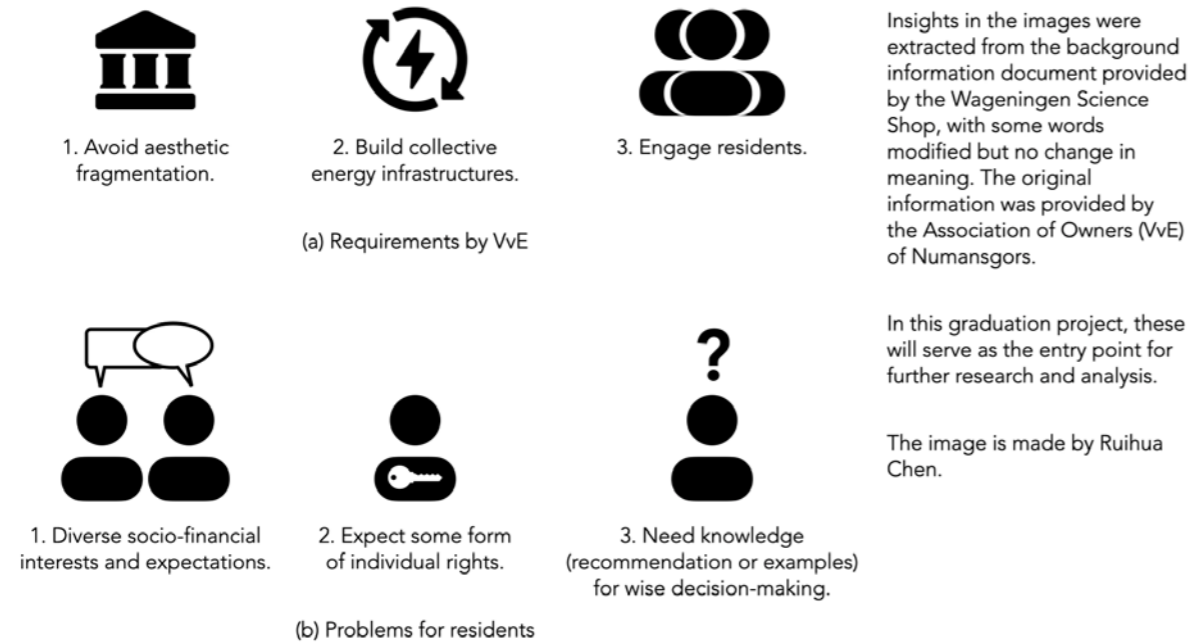 1. Avoid aesthetic
fragmentation.
2. Build collective
energy infrastructures.
3. Engage residents.
(a) Requirements by VvE
1. Diverse socio-financial
interests and expectations.
2. Expect some form
of individual rights.
?
3. Need knowledge
(recommendation or examples)
for wise decision-making.
(b) Problems for residents
Insights in the images were
extracted from the background
information document provided
by the Wageningen Science
Shop, with some words
modified but no change in
meaning. The original
information was provided by
the Association of Owners (VvE)
of Numansgors.
In this graduation project, these
will serve as the entry point for
further research and analysis.
The image is made by Ruihua
Chen.